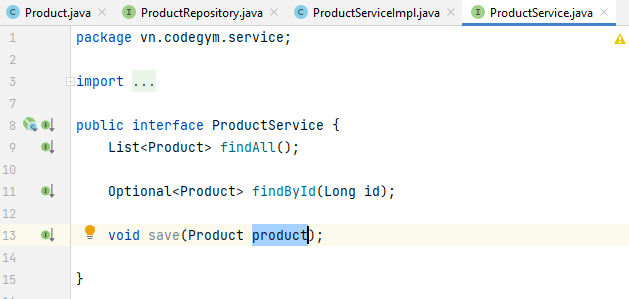 Product.java ProductRepository.java ProductServiceImpl.java ProductService.java
1 package vn.codegym.service;
2
3 import ...
7
8 public interface ProductService {
9 List<Product> findAll();
10
11 Optional<Product> findById(Long id);
12
13 void save(Product product);
14
15 }